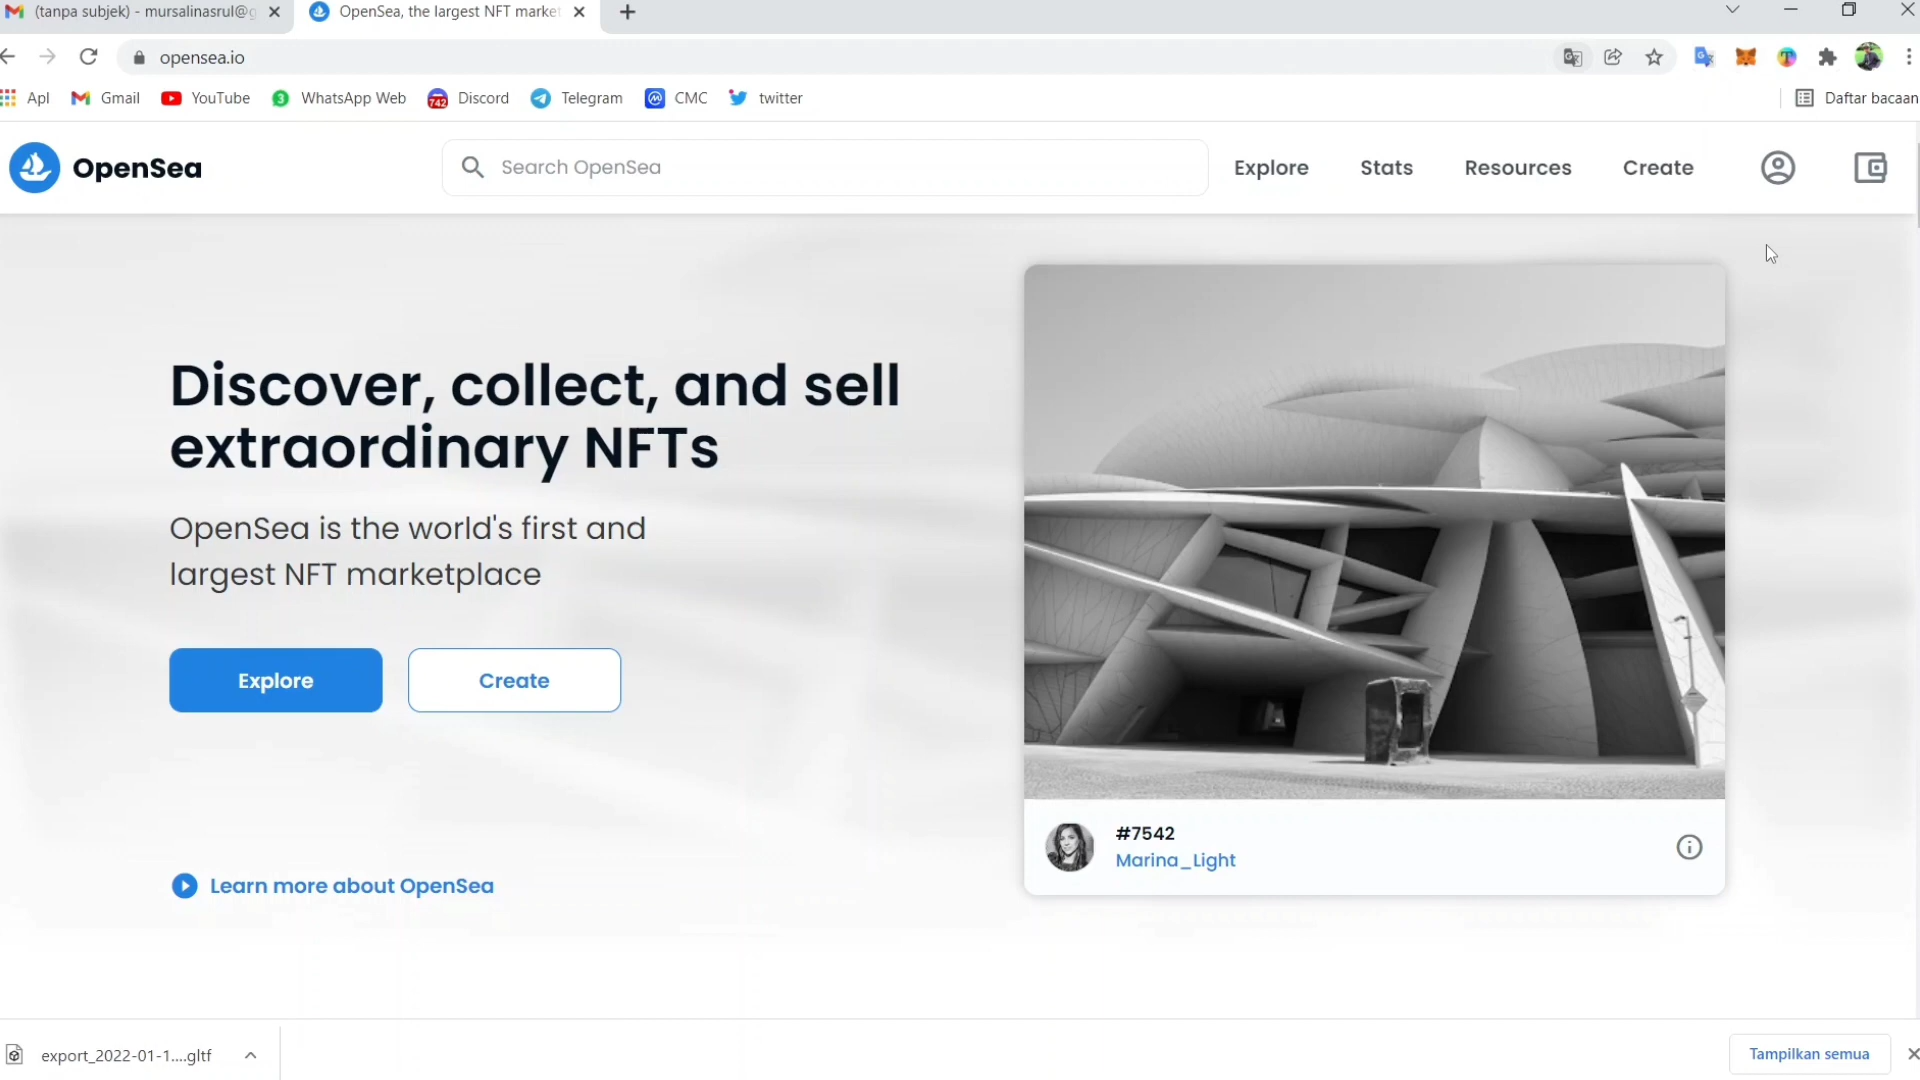 (tanpa subjek) - mursalinasrul@g
OpenSea, the largest NFT market
opensea.io
Apl
Gmail
YouTube
WhatsApp Web
Discord
Telegram
CMC
twitter
Daftar bacaan
OpenSea
Search OpenSea
Explore
Stats
Resources
Create
Discover, collect, and sell
extraordinary NFTs
OpenSea is the world's first and
largest NFT marketplace
Explore
Create
Learn more about OpenSea
#7542
Marina_Light
export_2022-01-1....gltf
Tampilkan semua